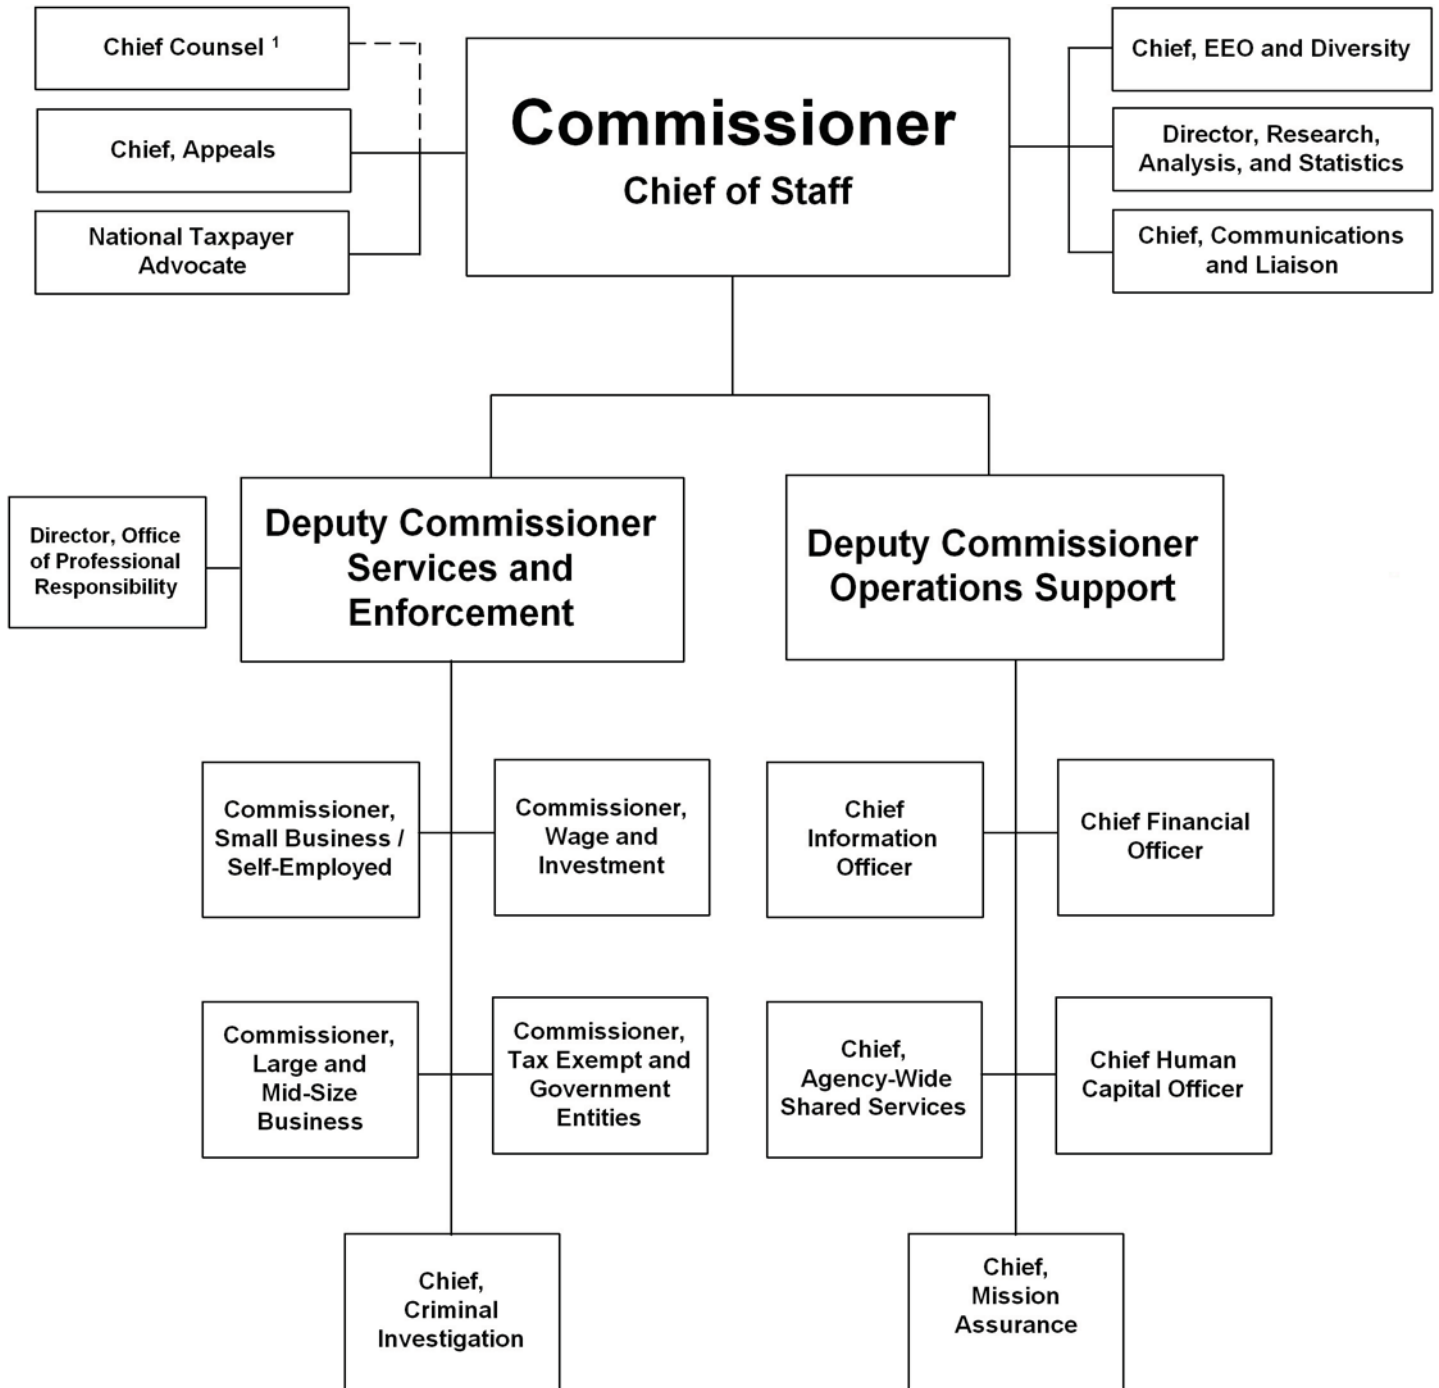 Chief Counsel 1
Chief, Appeals
National Taxpayer
Advocate
Commissioner
Chief of Staff
Chief, EEO and Diversity
Director, Research,
Analysis, and Statistics
Chief, Communications
and Liaison
Director, Office
of Professional
Responsibility
Deputy Commissioner
Services and
Enforcement
Deputy Commissioner
Operations Support
Commissioner,
Small Business /
Self-Employed
Commissioner,
Wage and
Investment
Chief
Information
Officer
Chief Financial
Officer
Commissioner,
Large and
Mid-Size
Business
Commissioner,
Tax Exempt and
Government
Entities
Chief,
Agency-Wide
Shared Services
Chief Human
Capital Officer
Chief,
Criminal
Investigation
Chief,
Mission
Assurance